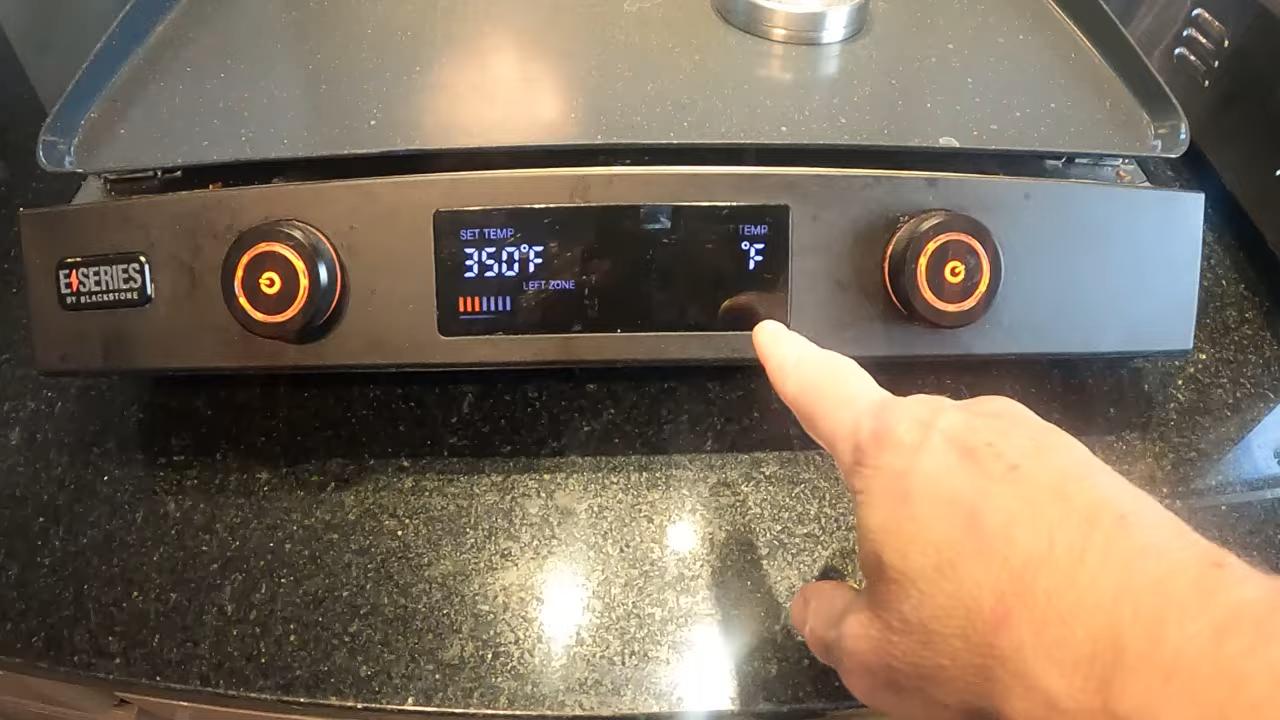 E SERIES
BY BLACKSTONE
SET TEMP
350°F
LEFT ZONE
TEMP
°F